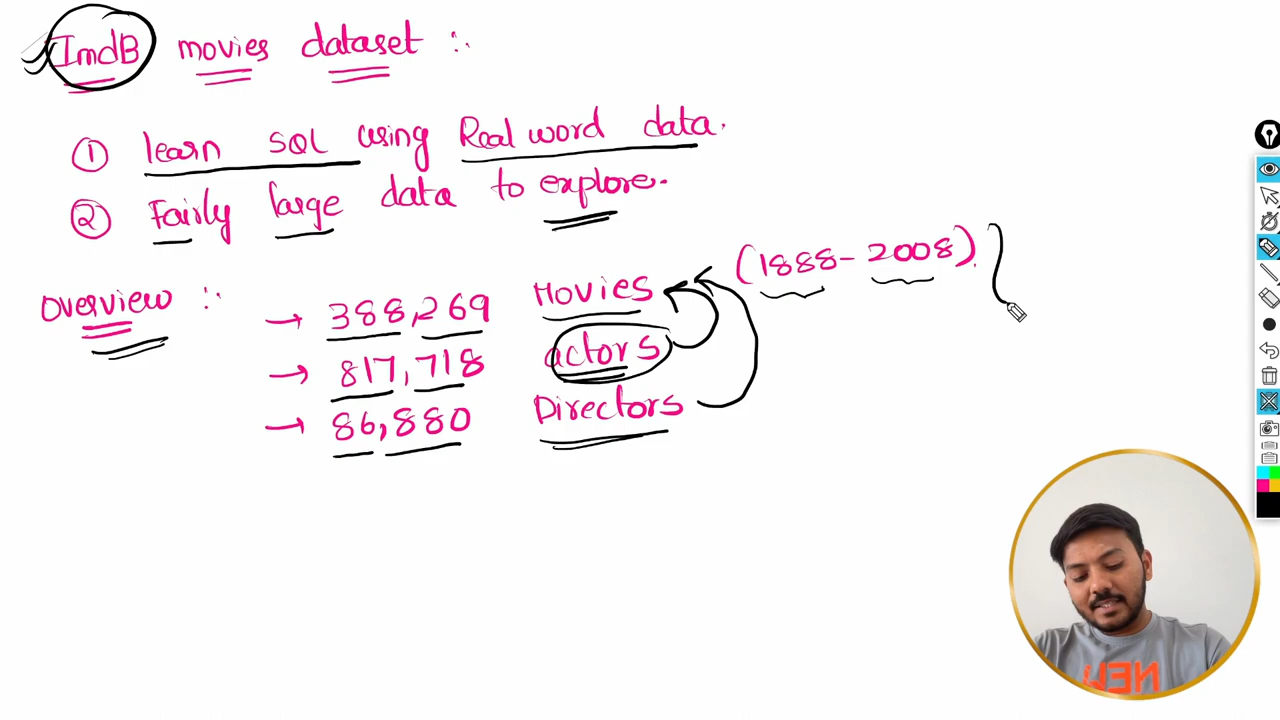 ImdB movies dataset :.
① learn SQL using Real word data.
② Fairly large data to explore.
Overview :.
→ 388,269 Movies (1888-2008).
→ 817,718 actors
→ 86,880 Directors
NEW